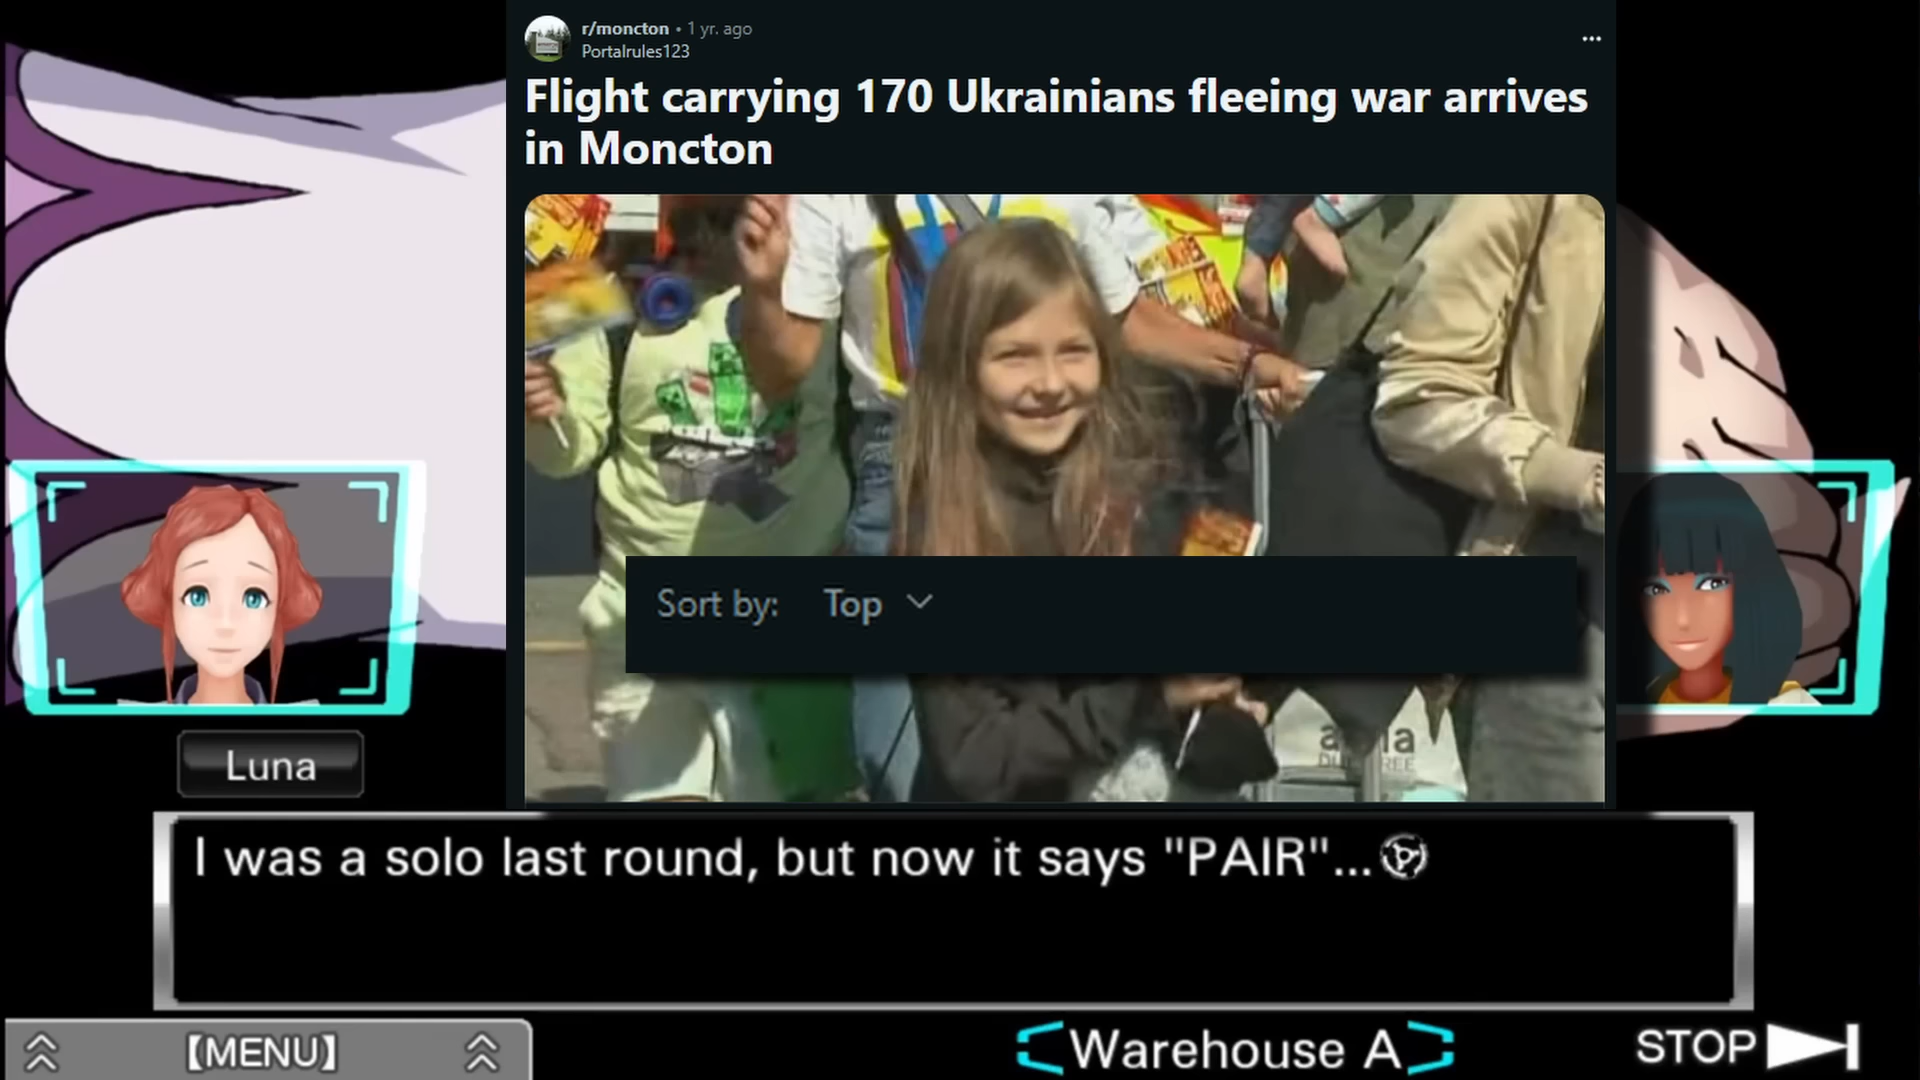 r/moncton • 1 yr. ago
Portalrules123
Flight carrying 170 Ukrainians fleeing war arrives
in Moncton
Sort by: Top
Luna
I was a solo last round, but now it says "PAIR"...
【MENU】
Warehouse A
STOP